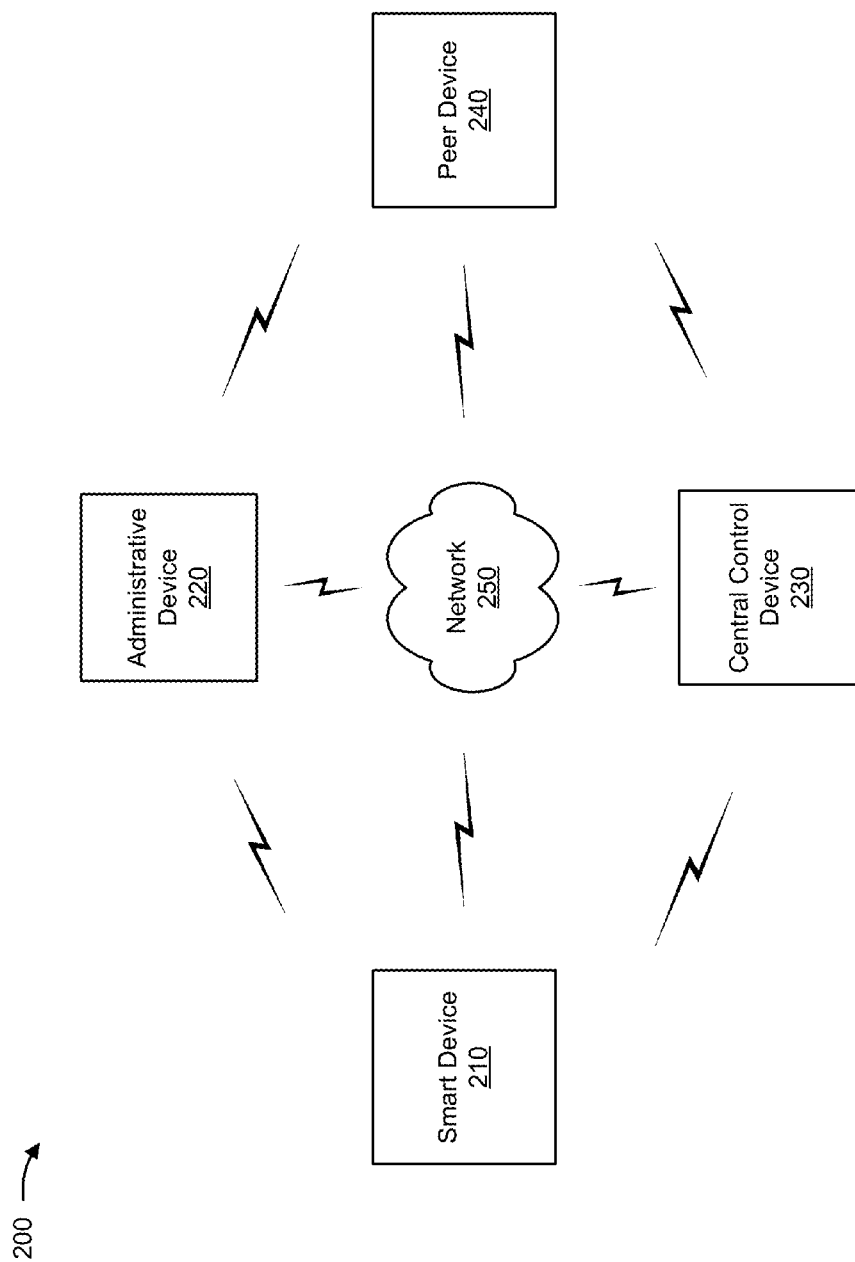 200
Administrative
Device
220
Smart Device
210
Network
250
Peer Device
240
Central Control
Device
230